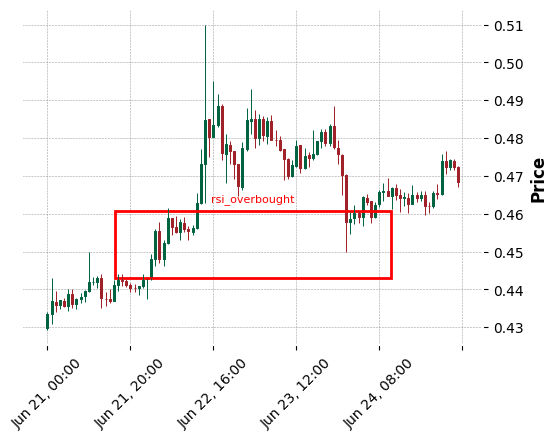 0.51
0.50
0.49
0.48
0.47
0.46
0.45
0.44
0.43
Price
rsi_overbought
Jun 21, 00:00
Jun 21, 20:00
Jun 22, 16:00
Jun 23, 12:00
Jun 24, 08:00